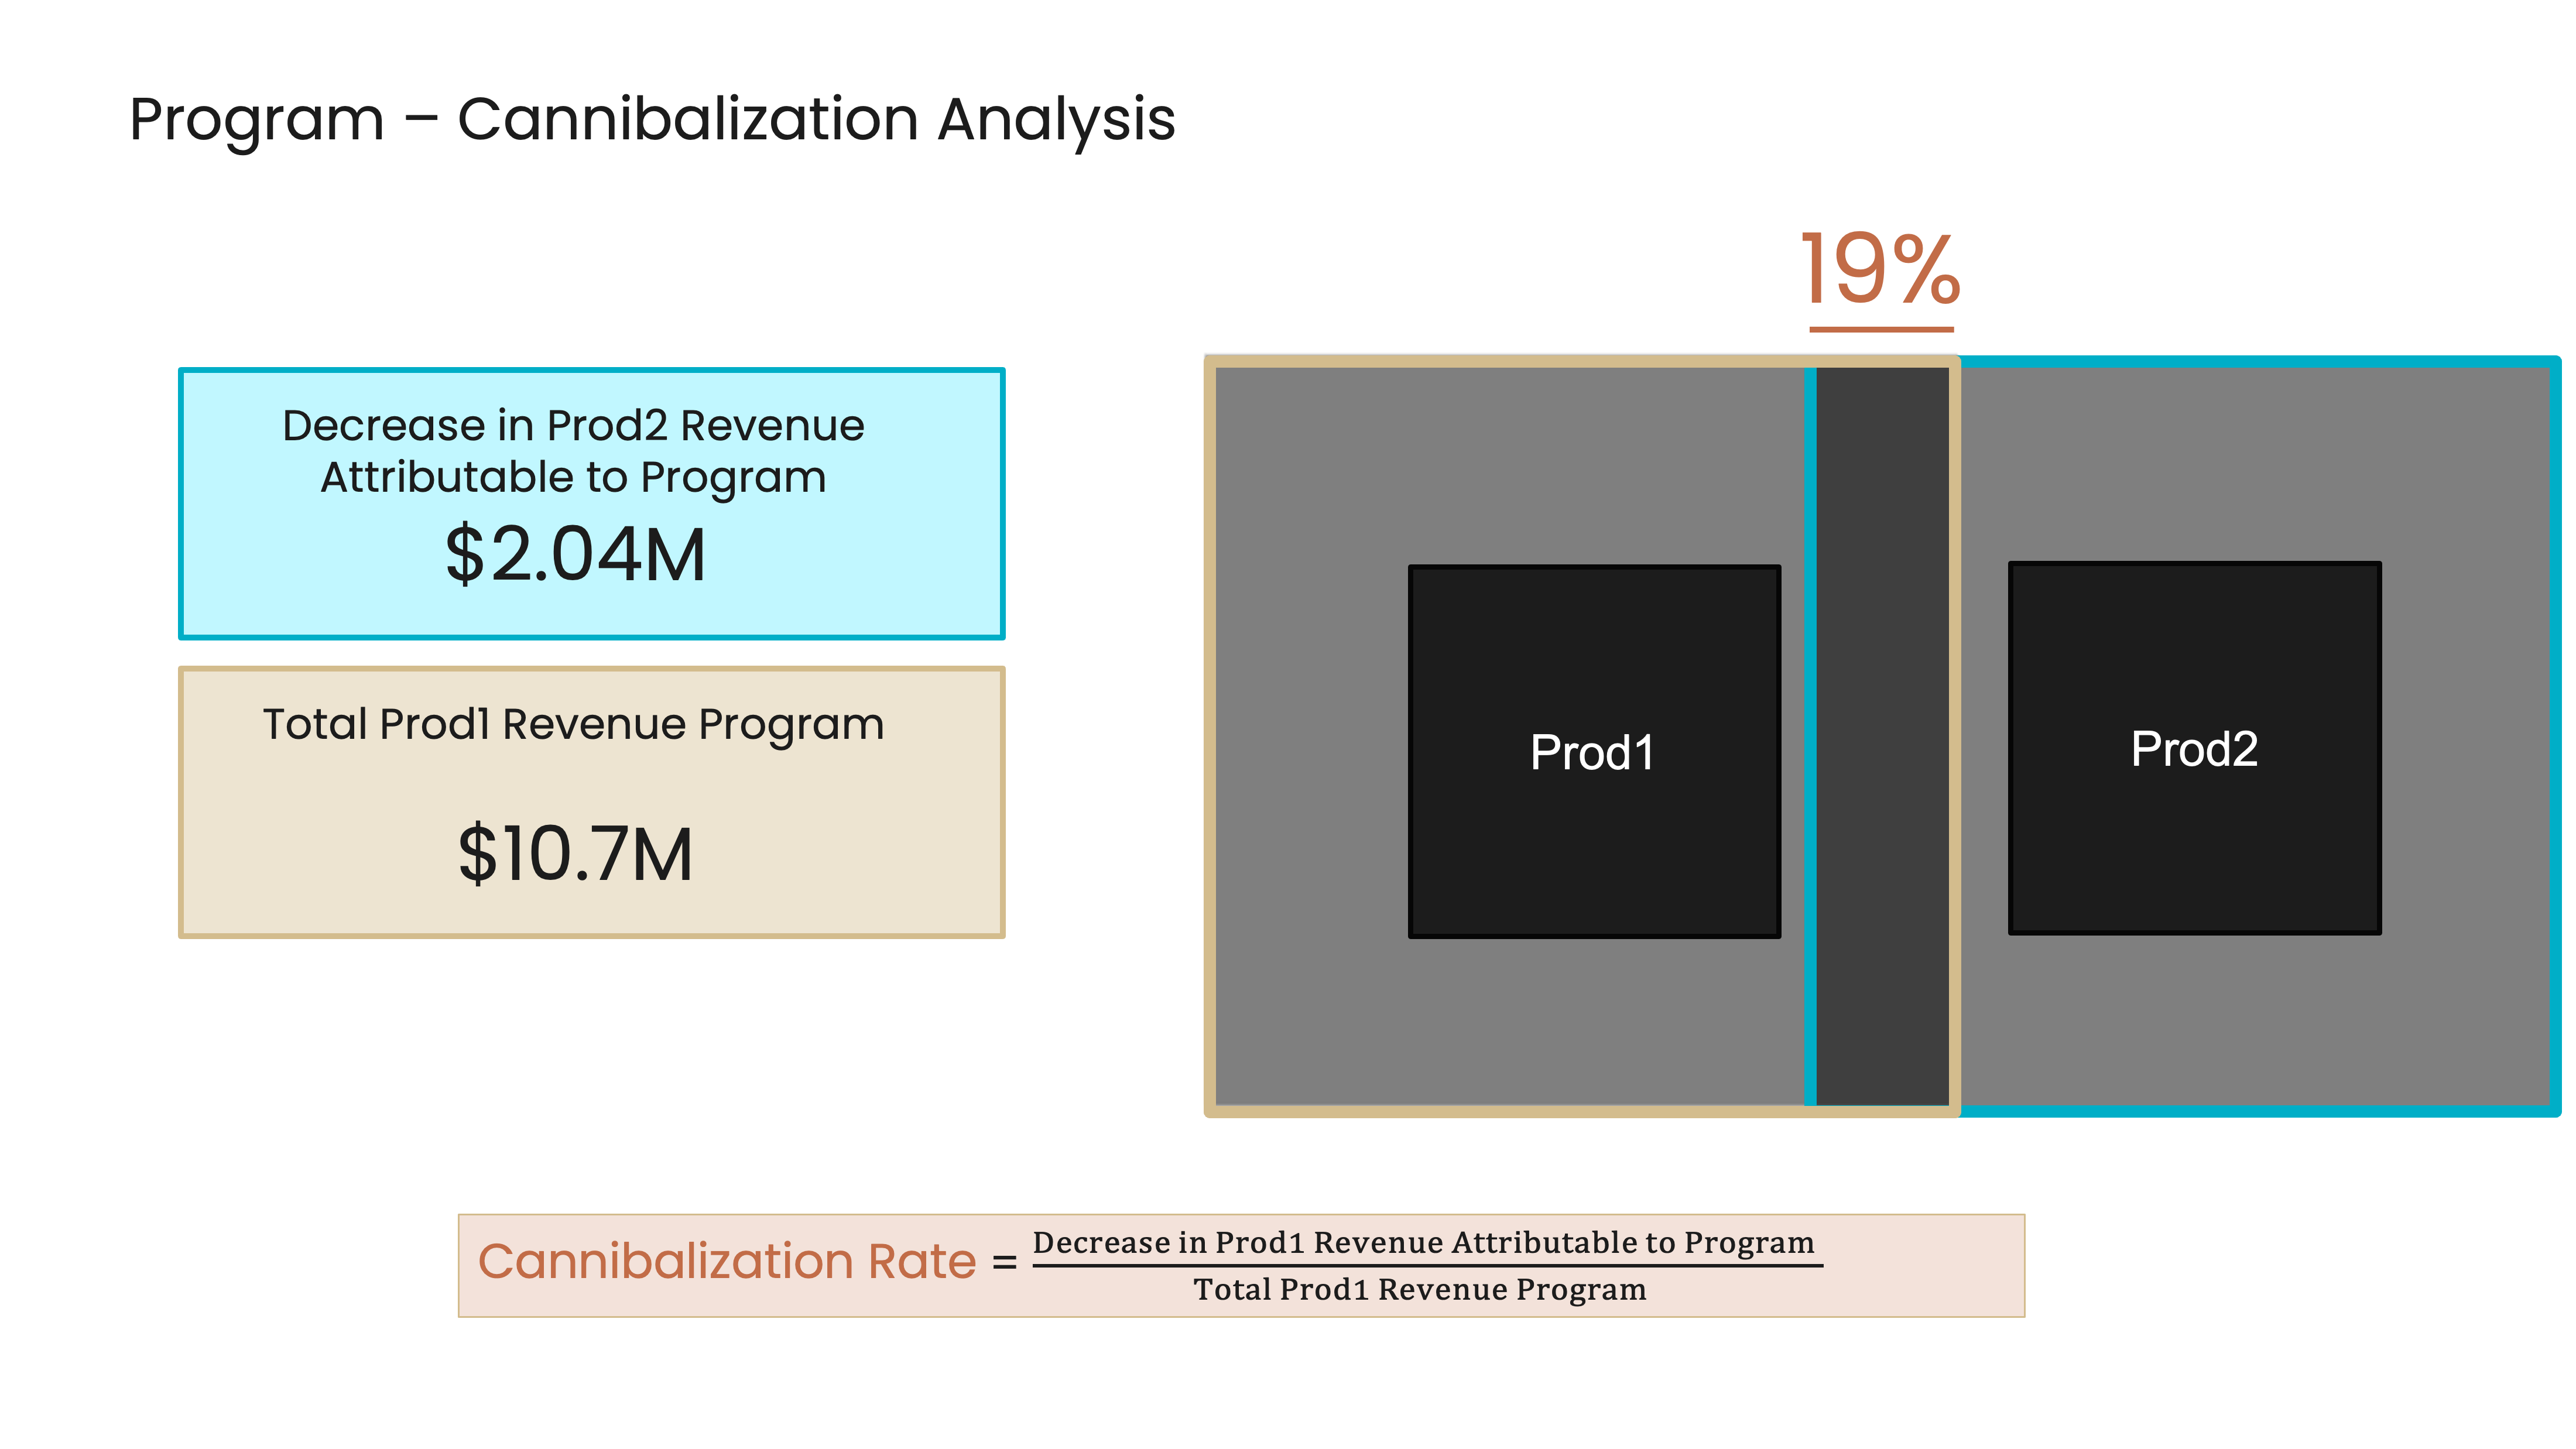 Program – Cannibalization Analysis
19%
Decrease in Prod2 Revenue
Attributable to Program
$2.04M
Total Prod1 Revenue Program
$10.7M
Prod1
Prod2
Cannibalization Rate = Decrease in Prod1 Revenue Attributable to Program
Total Prod1 Revenue Program